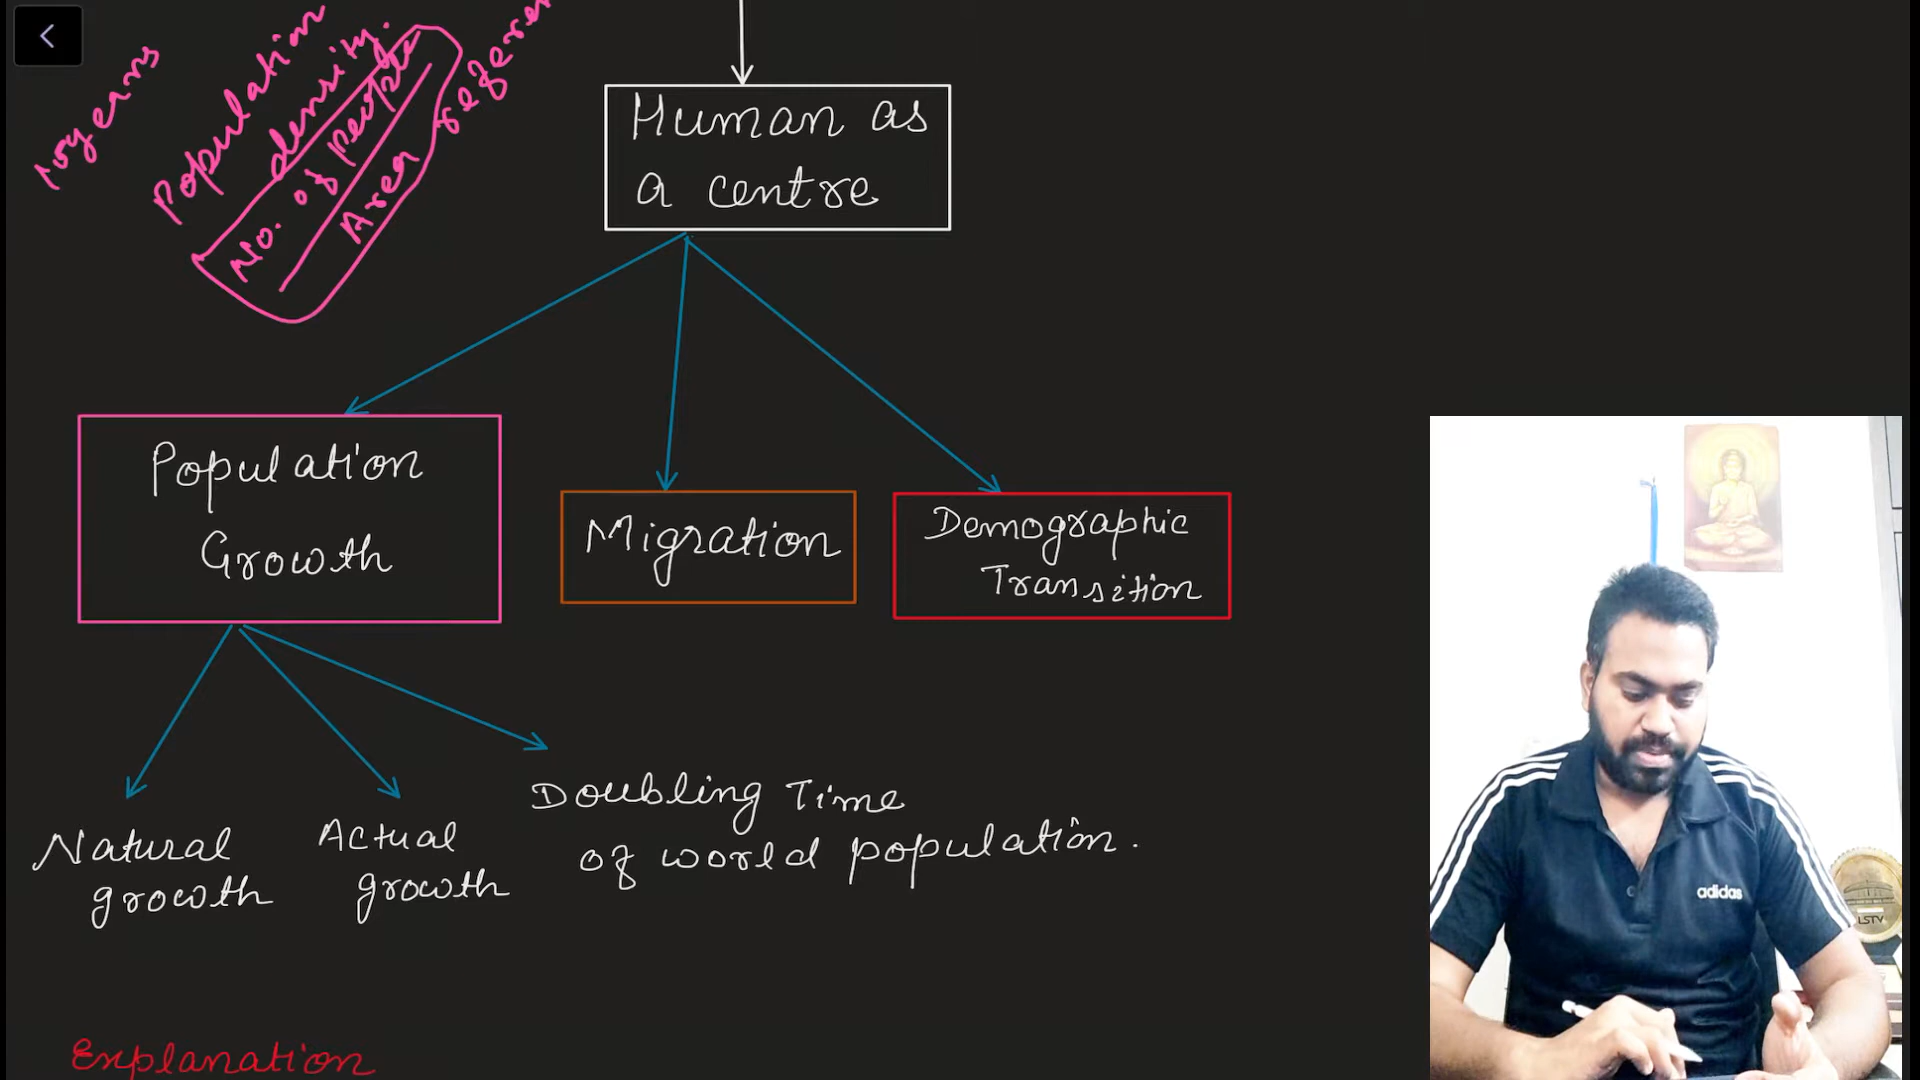 Population
density.
No. of people
Area
Human as
a centre
Population
Growth
Migration
Demographic
Transition
Natural
growth
Actual
growth
Doubling Time
of world population.
Explanation
adidas
LSTV